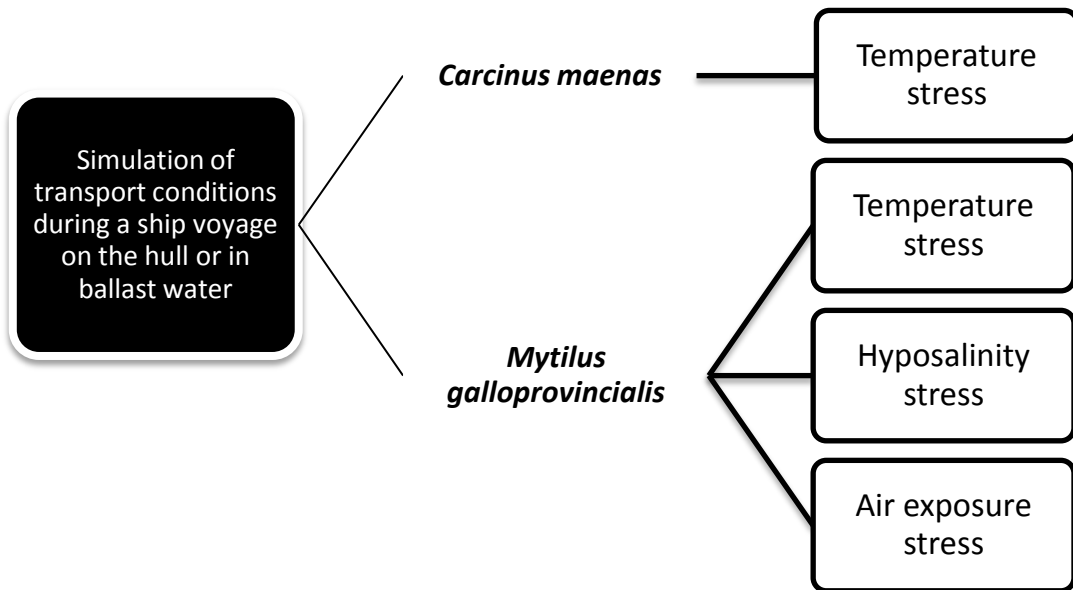 Simulation of
transport conditions
during a ship voyage
on the hull or in
ballast water
Carcinus maenas
Temperature
stress
Mytilus
galloprovincialis
Temperature
stress
Hyposalinity
stress
Air exposure
stress